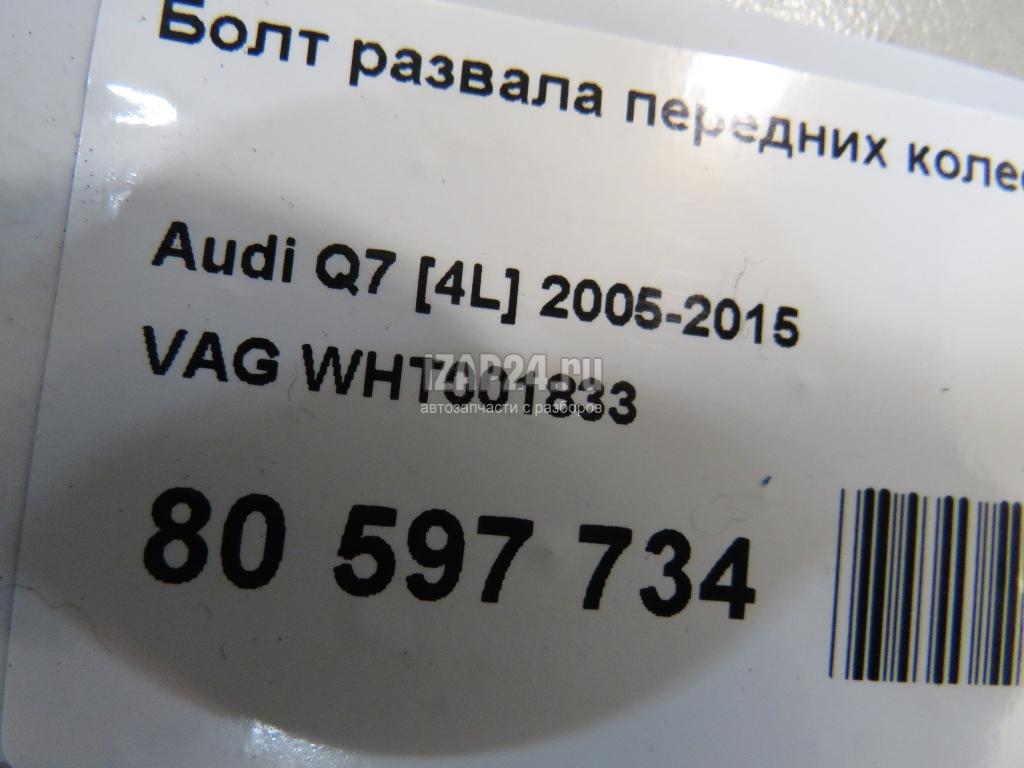 Болт развала передних колес
Audi Q7 [4L] 2005-2015
VAG WHT001833
iZAP24.ru
автозапчасти с разборов
80 597 734